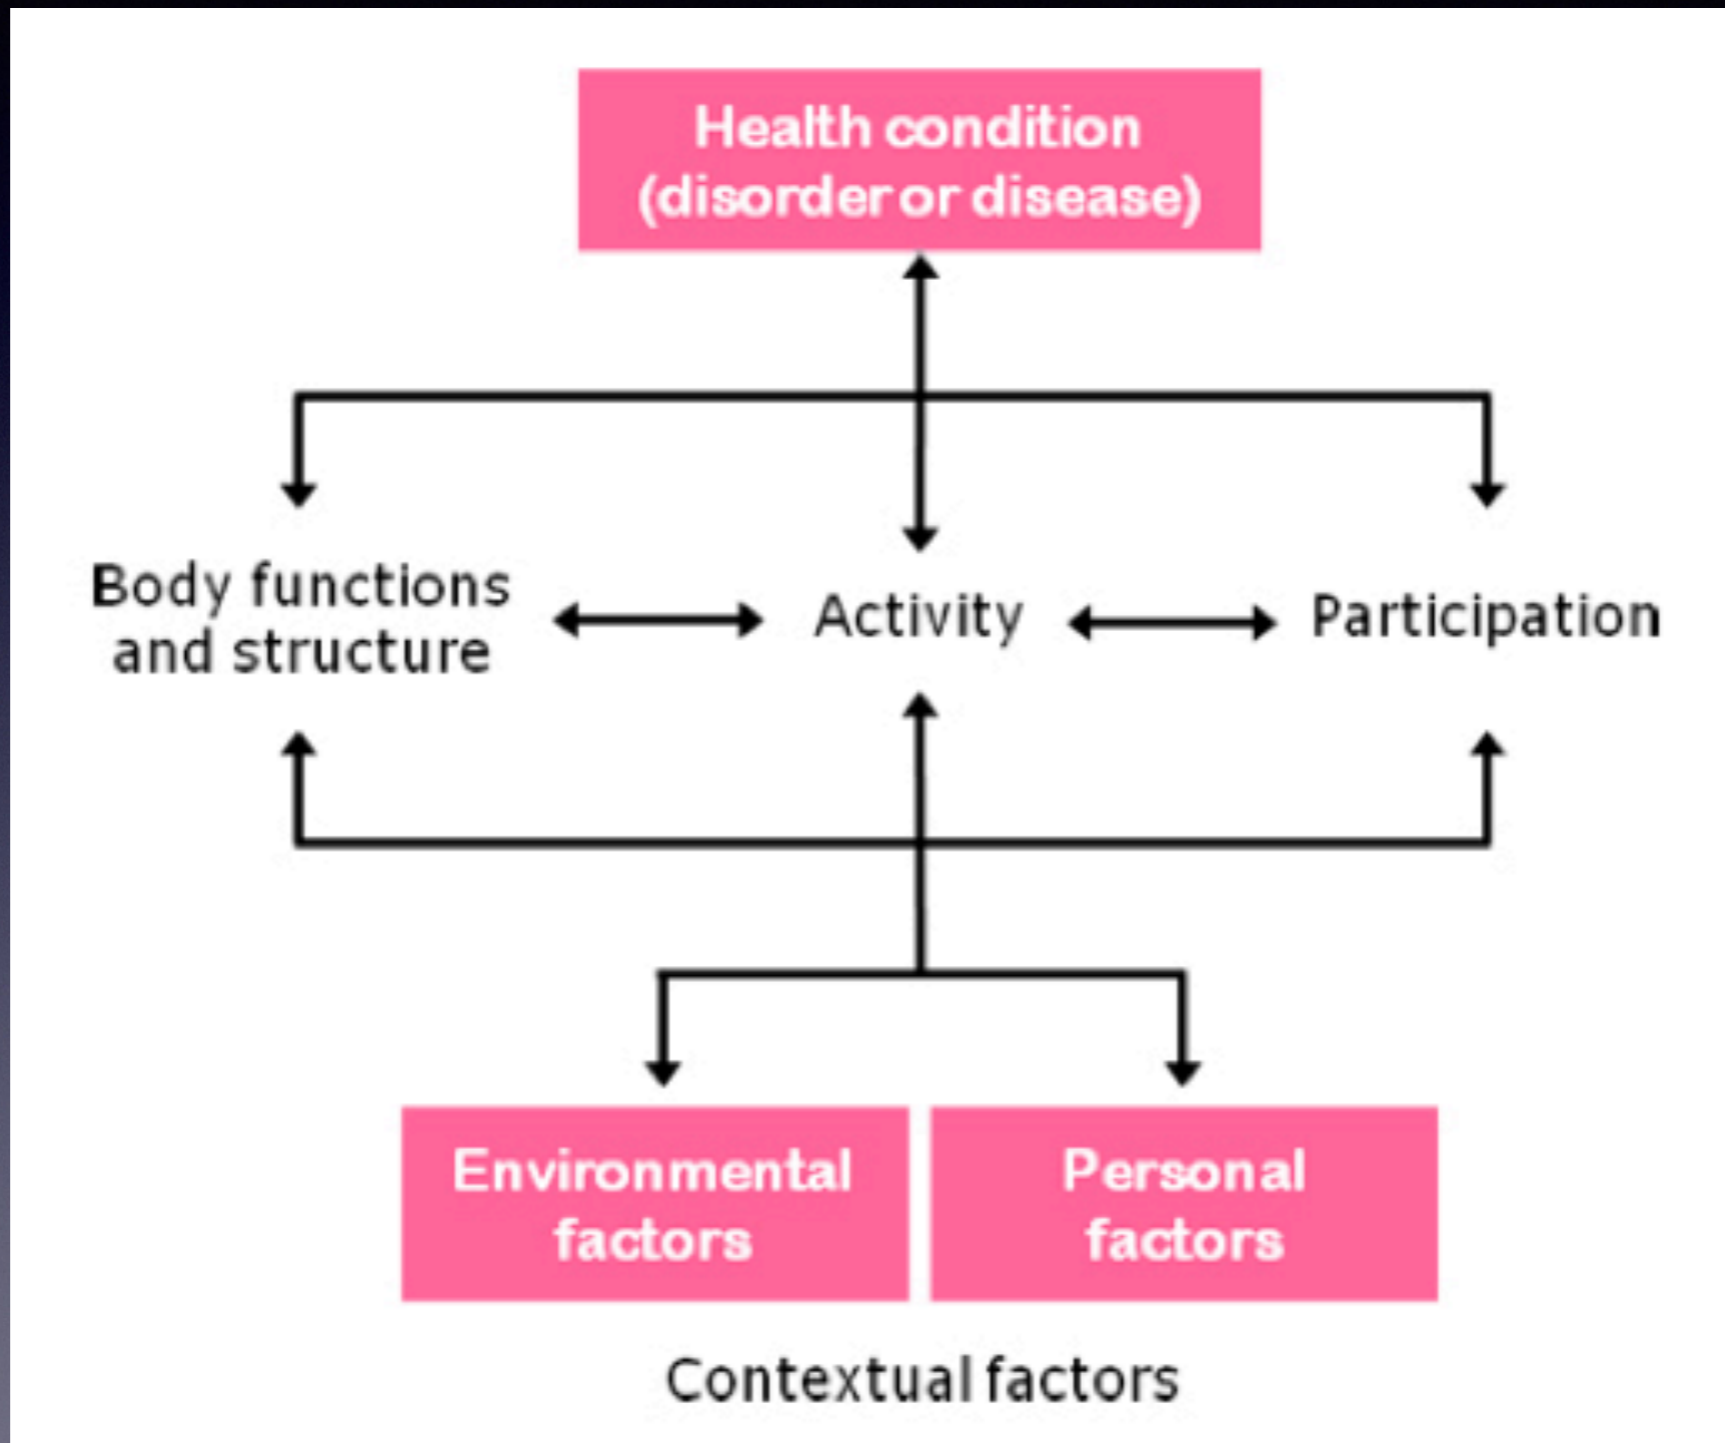 Health condition
(disorder or disease)
Body functions
and structure
Activity
Participation
Environmental
factors
Personal
factors
Contextual factors